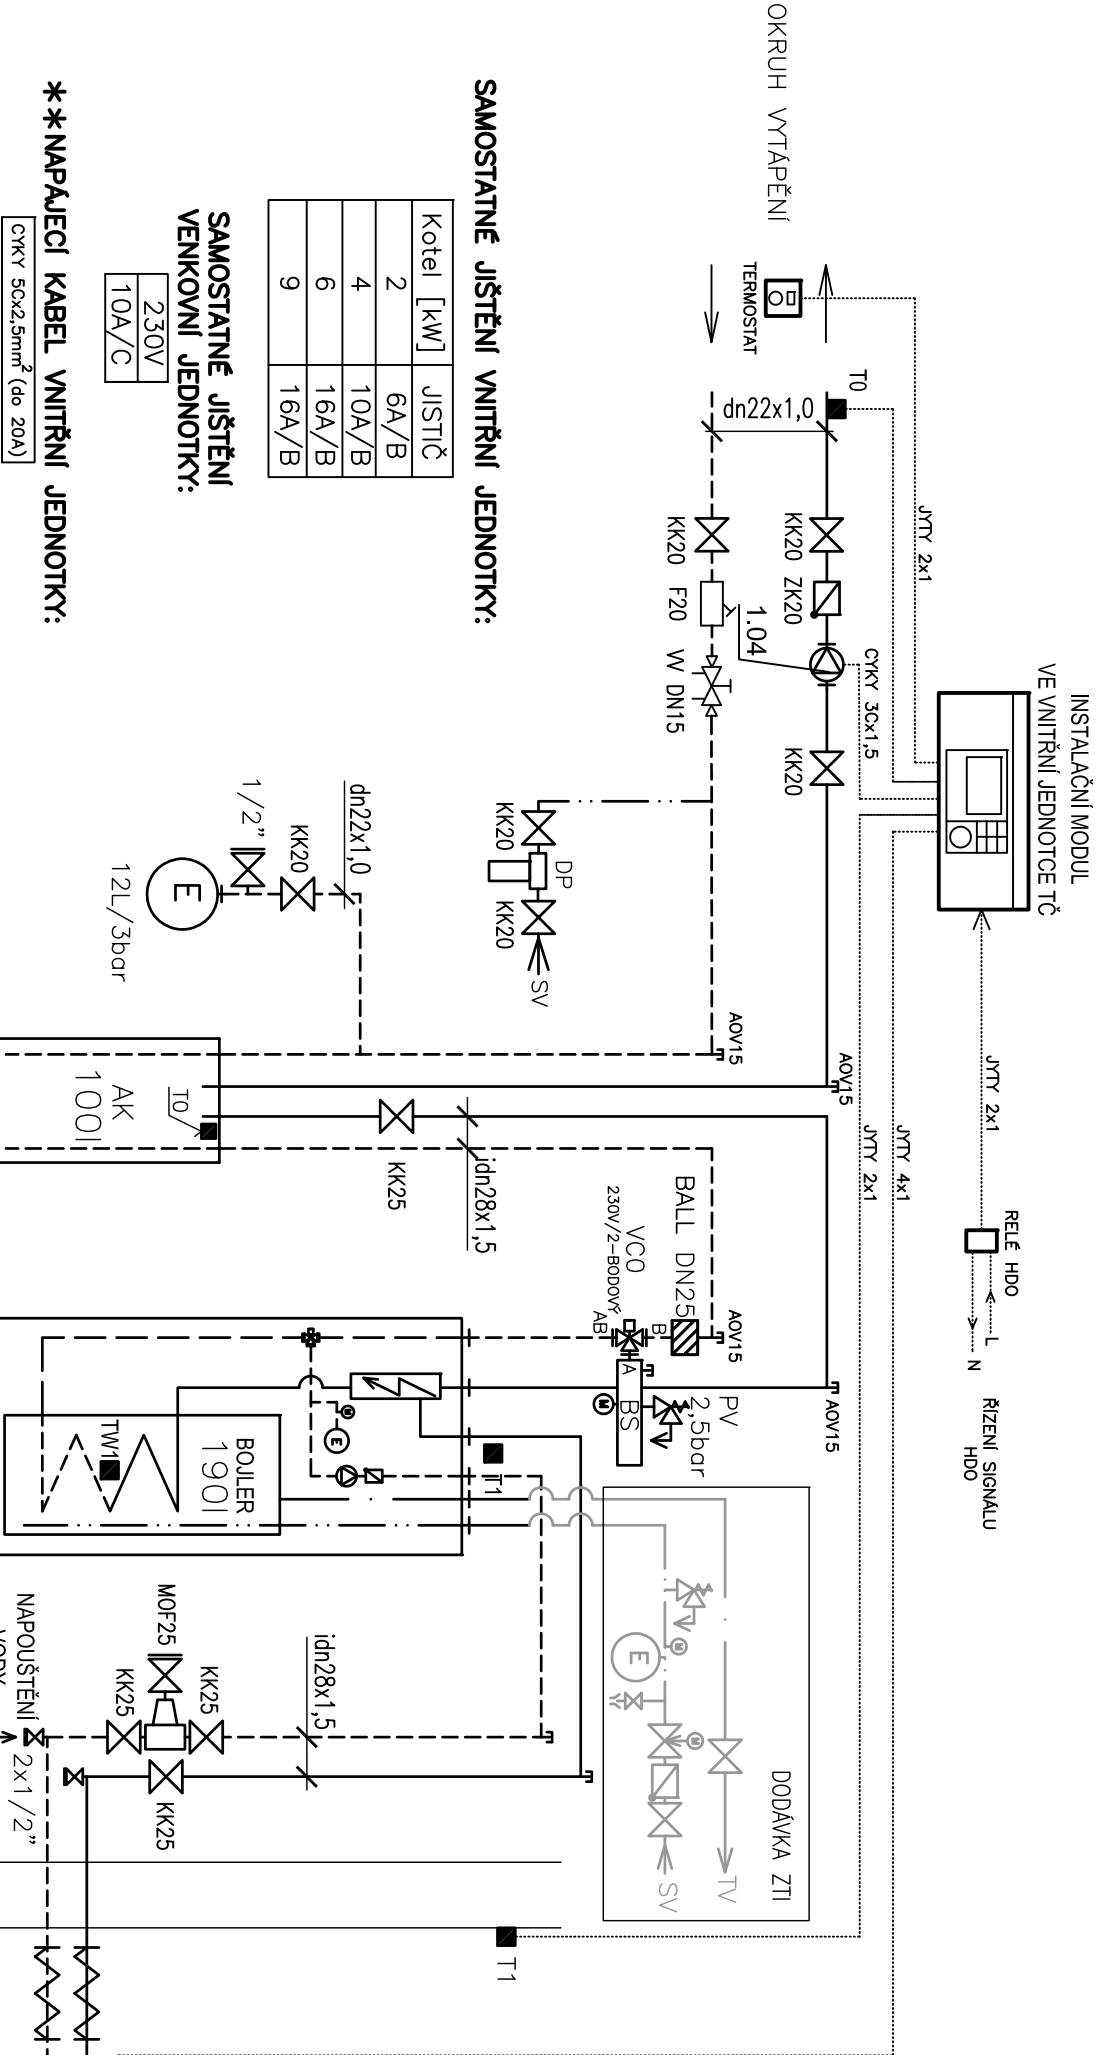 INSTALAČNÍ MODUL
VE VNITŘNÍ JEDNOTCE TČ
RELÉ HDO
L
N
ŘÍZENÍ SIGNÁLU
HDO
JYTY 2x1
JYTY 2x1
JYTY 4x1
JYTY 2x1
CYKY 3Cx1,5
OKRUH VYTÁPĚNÍ
TERMOSTAT
T0
dn22x1,0
KK20
ZK20
KK20
1.04
KK20
F20
VV DN15
AOV15
AOV15
AOV15
AOV15
KK20
DP
KK20
SV
dn22x1,0
KK20
1/2"
E
12L/3bar
AK
100l
T0
KK25
idn28x1,5
BALL DN25
VCO
230V/2-BODOVÝ
AB
B
A
BS
M
PV
2,5bar
T1
M
E
BOJLER
190l
TW1
DODÁVKA ZTI
TV
SV
M
E
M
T1
idn28x1,5
MOF25
KK25
KK25
KK25
NAPOUŠTĚNÍ
2x1/2"
SAMOSTATNÉ JIŠTĚNÍ VNITŘNÍ JEDNOTKY:
Kotel [kW] JISTIČ
2 6A/B
4 10A/B
6 16A/B
9 16A/B
SAMOSTATNÉ JIŠTĚNÍ
VENKOVNÍ JEDNOTKY:
230V
10A/C
**NAPÁJECÍ KABEL VNITŘNÍ JEDNOTKY:
CYKY 5Cx2,5mm² (do 20A)